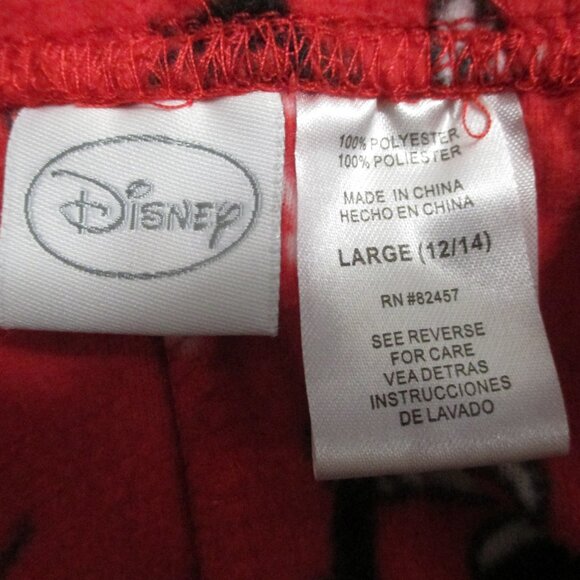 Disney
100% POLYESTER
100% POLIESTER
MADE IN CHINA
HECHO EN CHINA
LARGE (12/14)
RN #82457
SEE REVERSE
FOR CARE
VEA DETRAS
INSTRUCCIONES
DE LAVADO